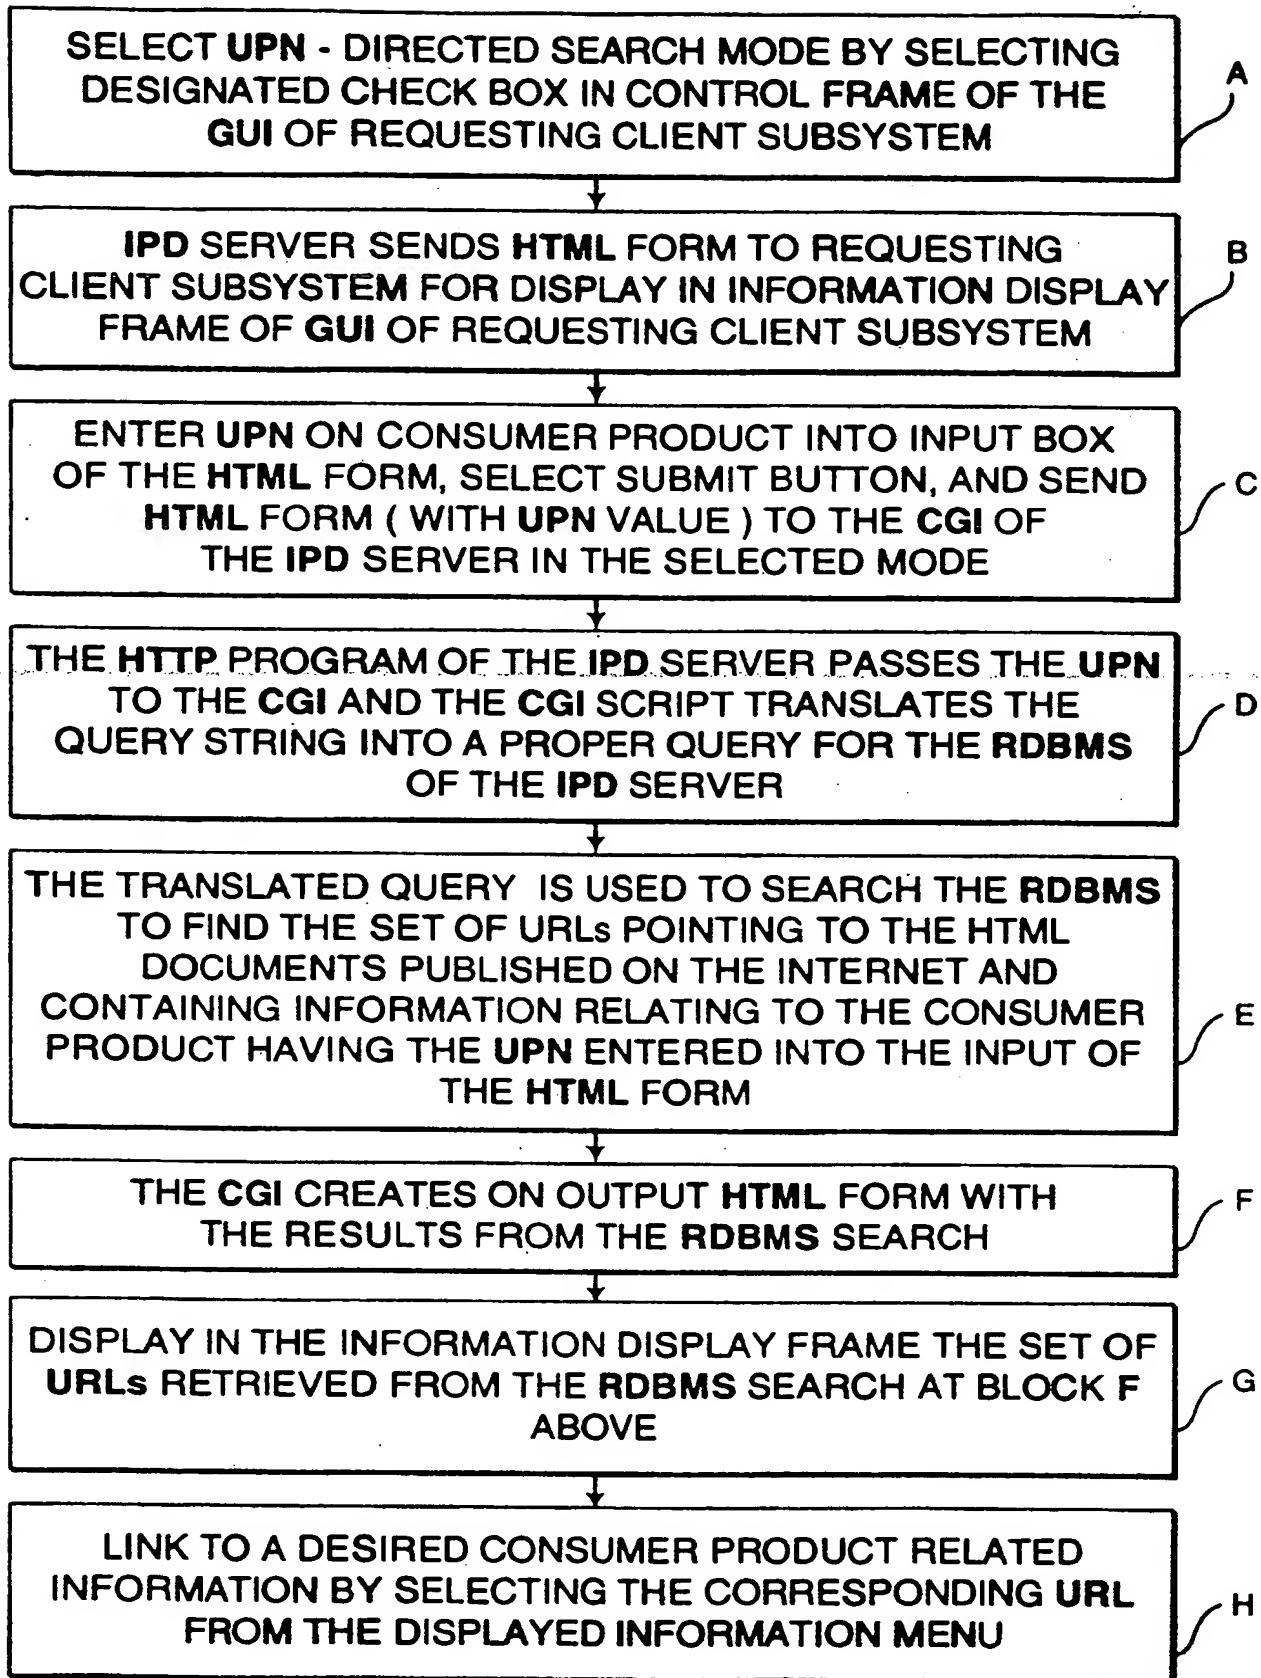 SELECT UPN - DIRECTED SEARCH MODE BY SELECTING
DESIGNATED CHECK BOX IN CONTROL FRAME OF THE
GUI OF REQUESTING CLIENT SUBSYSTEM
A
IPD SERVER SENDS HTML FORM TO REQUESTING
CLIENT SUBSYSTEM FOR DISPLAY IN INFORMATION DISPLAY
FRAME OF GUI OF REQUESTING CLIENT SUBSYSTEM
B
ENTER UPN ON CONSUMER PRODUCT INTO INPUT BOX
OF THE HTML FORM, SELECT SUBMIT BUTTON, AND SEND
HTML FORM ( WITH UPN VALUE ) TO THE CGI OF
THE IPD SERVER IN THE SELECTED MODE
C
THE HTTP PROGRAM OF THE IPD SERVER PASSES THE UPN
TO THE CGI AND THE CGI SCRIPT TRANSLATES THE
QUERY STRING INTO A PROPER QUERY FOR THE RDBMS
OF THE IPD SERVER
D
THE TRANSLATED QUERY IS USED TO SEARCH THE RDBMS
TO FIND THE SET OF URLs POINTING TO THE HTML
DOCUMENTS PUBLISHED ON THE INTERNET AND
CONTAINING INFORMATION RELATING TO THE CONSUMER
PRODUCT HAVING THE UPN ENTERED INTO THE INPUT OF
THE HTML FORM
E
THE CGI CREATES ON OUTPUT HTML FORM WITH
THE RESULTS FROM THE RDBMS SEARCH
F
DISPLAY IN THE INFORMATION DISPLAY FRAME THE SET OF
URLs RETRIEVED FROM THE RDBMS SEARCH AT BLOCK F
ABOVE
G
LINK TO A DESIRED CONSUMER PRODUCT RELATED
INFORMATION BY SELECTING THE CORRESPONDING URL
FROM THE DISPLAYED INFORMATION MENU
H